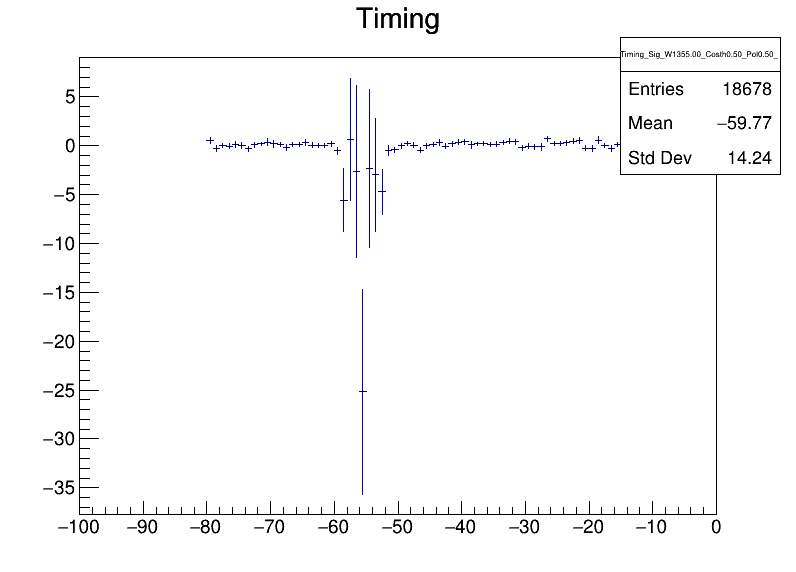 Timing
Timing_Sig_W1355.00_Costh0.50_Pol0.50_
Entries 18678
Mean −59.77
Std Dev 14.24
5
0
−5
−10
−15
−20
−25
−30
−35
−100 −90 −80 −70 −60 −50 −40 −30 −20 −10 0